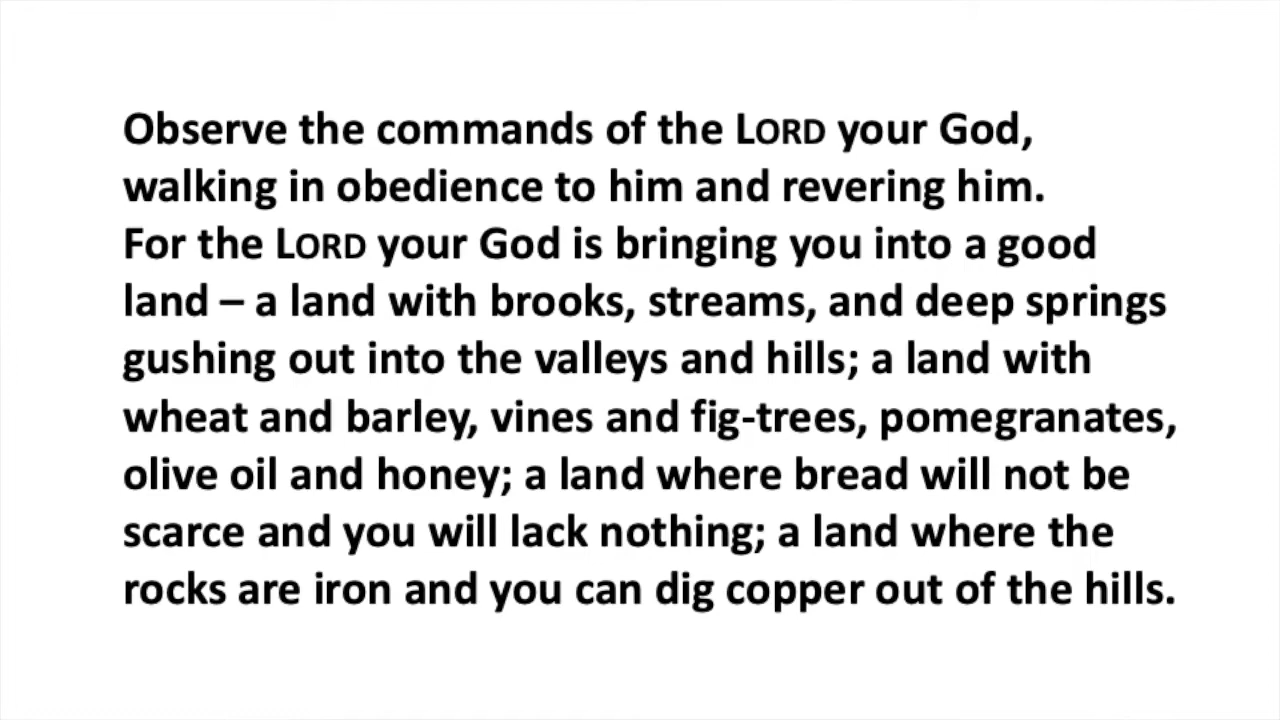 Observe the commands of the LORD your God,
walking in obedience to him and revering him.
For the LORD your God is bringing you into a good
land – a land with brooks, streams, and deep springs
gushing out into the valleys and hills; a land with
wheat and barley, vines and fig-trees, pomegranates,
olive oil and honey; a land where bread will not be
scarce and you will lack nothing; a land where the
rocks are iron and you can dig copper out of the hills.